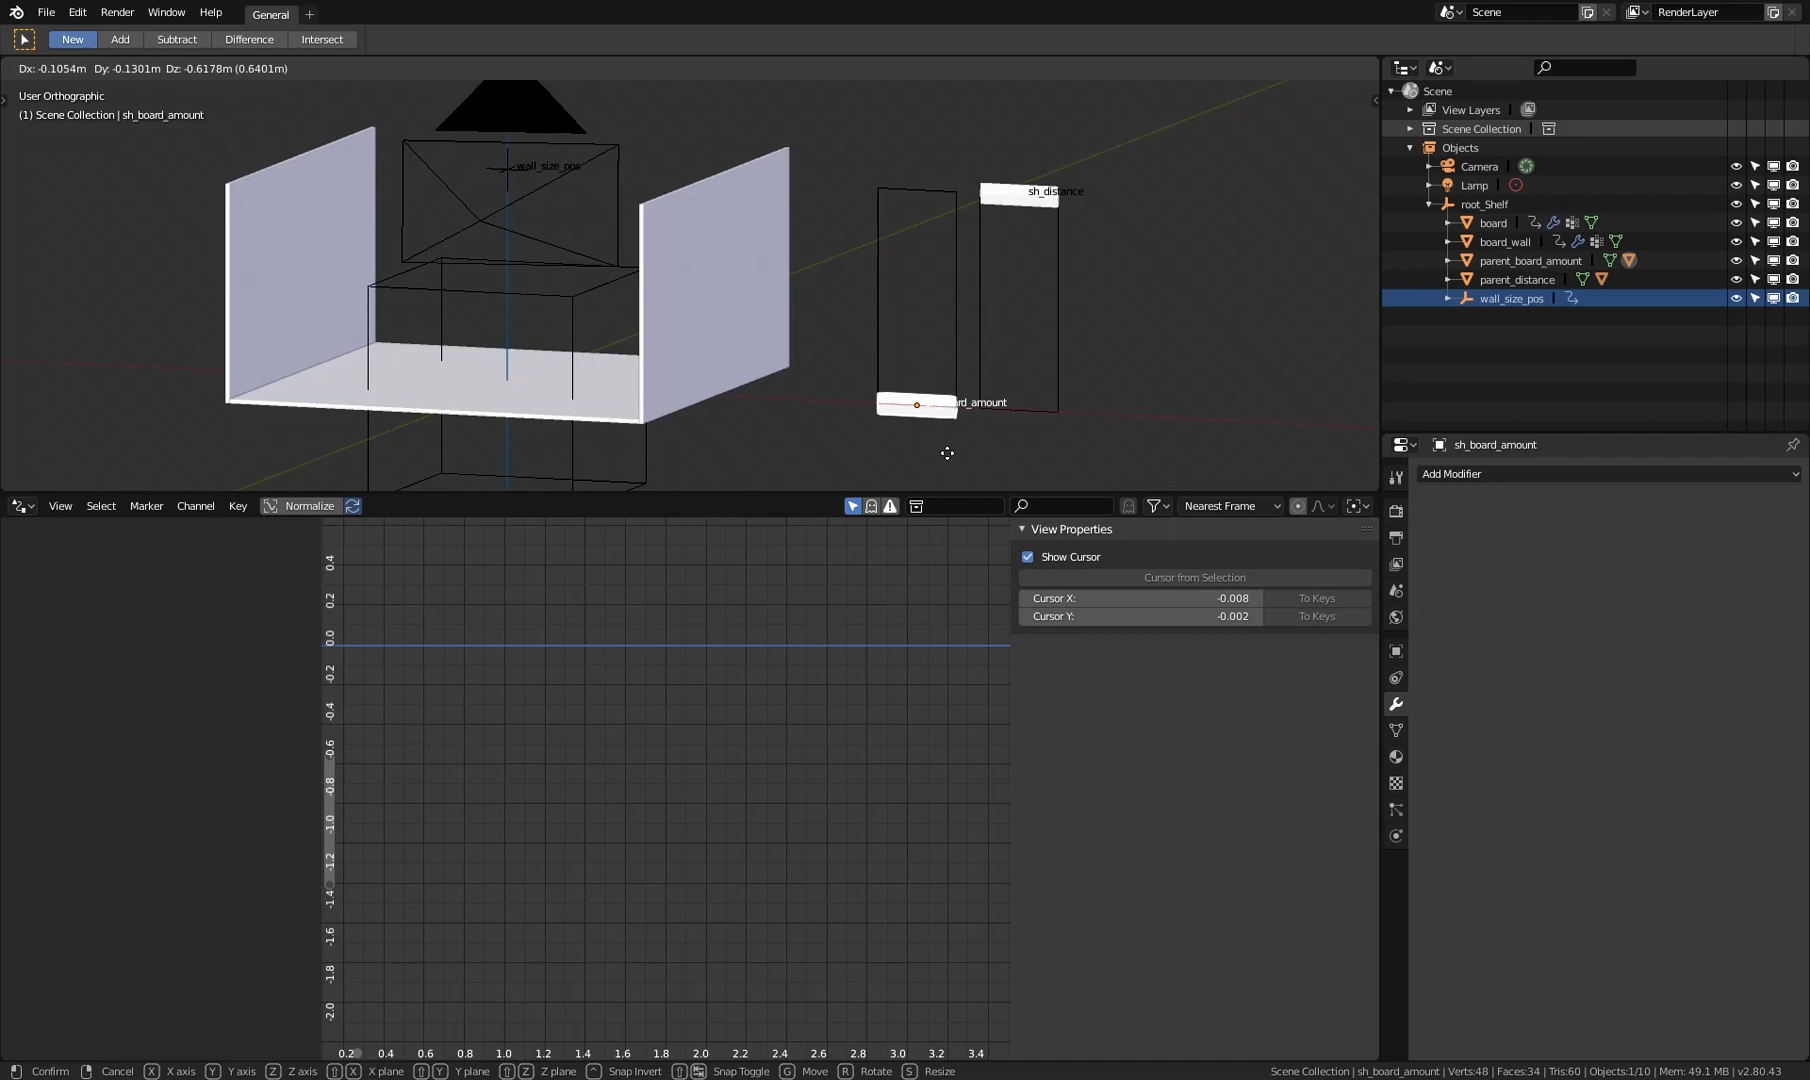 File Edit Render Window Help General Scene RenderLayer
New Add Subtract Difference Intersect
Dx: -0.1054m Dy: -0.1301m Dz: -0.6178m (0.6401m)
User Orthographic
(1) Scene Collection | sh_board_amount
wall_size_pos
sh_distance
rd_amount
Scene
View Layers
Scene Collection
Objects
Camera
Lamp
root_Shelf
board
board_wall
parent_board_amount
parent_distance
wall_size_pos
sh_board_amount
Add Modifier
View Select Marker Channel Key Normalize Nearest Frame
View Properties
Show Cursor
Cursor from Selection
Cursor X: -0.008 To Keys
Cursor Y: -0.002 To Keys
0.4
0.2
0.0
-0.2
-0.4
-0.6
-0.8
-1.0
-1.2
-1.4
-1.6
-1.8
-2.0
0.2 0.4 0.6 0.8 1.0 1.2 1.4 1.6 1.8 2.0 2.2 2.4 2.6 2.8 3.0 3.2 3.4
Confirm Cancel X X axis Y Y axis Z Z axis X X plane Y Y plane Z Z plane Snap Invert Snap Toggle G Move R Rotate S Resize Scene Collection | sh_board_amount | Verts:48 | Faces:34 | Tris:60 | Objects:1/10 | Mem: 49.1 MB | v2.80.43